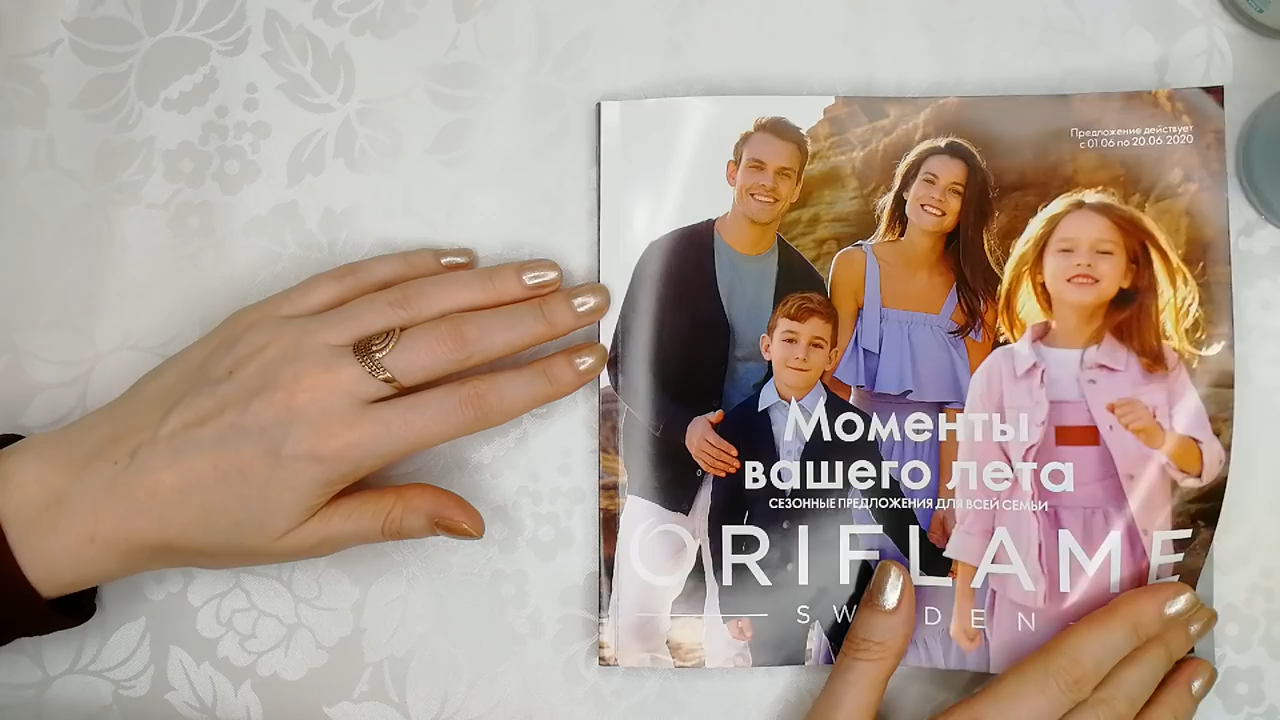 Предложение действует
с 01.06 по 20.06.2020
Моменты
вашего лета
СЕЗОННЫЕ ПРЕДЛОЖЕНИЯ ДЛЯ ВСЕЙ СЕМЬИ
ORIFLAME
SWEDEN